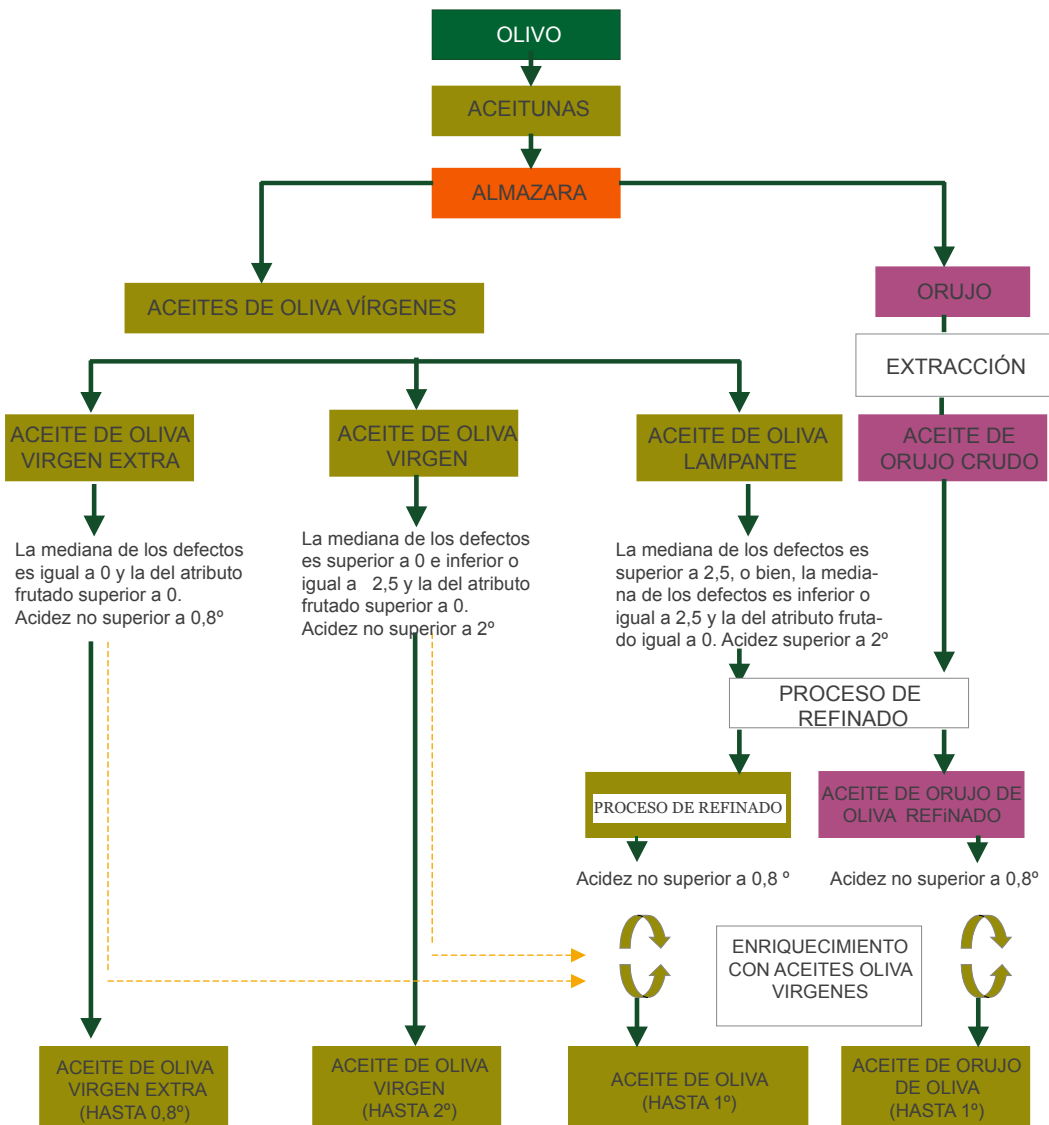 OLIVO
ACEITUNAS
ALMAZARA
ACEITES DE OLIVA VÍRGENES
ORUJO
EXTRACCIÓN
ACEITE DE OLIVA
VIRGEN EXTRA
ACEITE DE OLIVA
VIRGEN
ACEITE DE OLIVA
LAMPANTE
ACEITE DE
ORUJO CRUDO
La mediana de los defectos
es igual a 0 y la del atributo
frutado superior a 0.
Acidez no superior a 0,8º
La mediana de los defectos
es superior a 0 e inferior o
igual a 2,5 y la del atributo
frutado superior a 0.
Acidez no superior a 2º
La mediana de los defectos es
superior a 2,5, o bien, la media-
na de los defectos es inferior o
igual a 2,5 y la del atributo fruta-
do igual a 0. Acidez superior a 2º
PROCESO DE
REFINADO
PROCESO DE REFINADO
ACEITE DE ORUJO DE
OLIVA REFiNADO
Acidez no superior a 0,8 º
Acidez no superior a 0,8º
ENRIQUECIMIENTO
CON ACEITES OLIVA
VIRGENES
ACEITE DE OLIVA
VIRGEN EXTRA
(HASTA 0,8º)
ACEITE DE OLIVA
VIRGEN
(HASTA 2º)
ACEITE DE OLIVA
(HASTA 1º)
ACEITE DE ORUJO
DE OLIVA
(HASTA 1º)